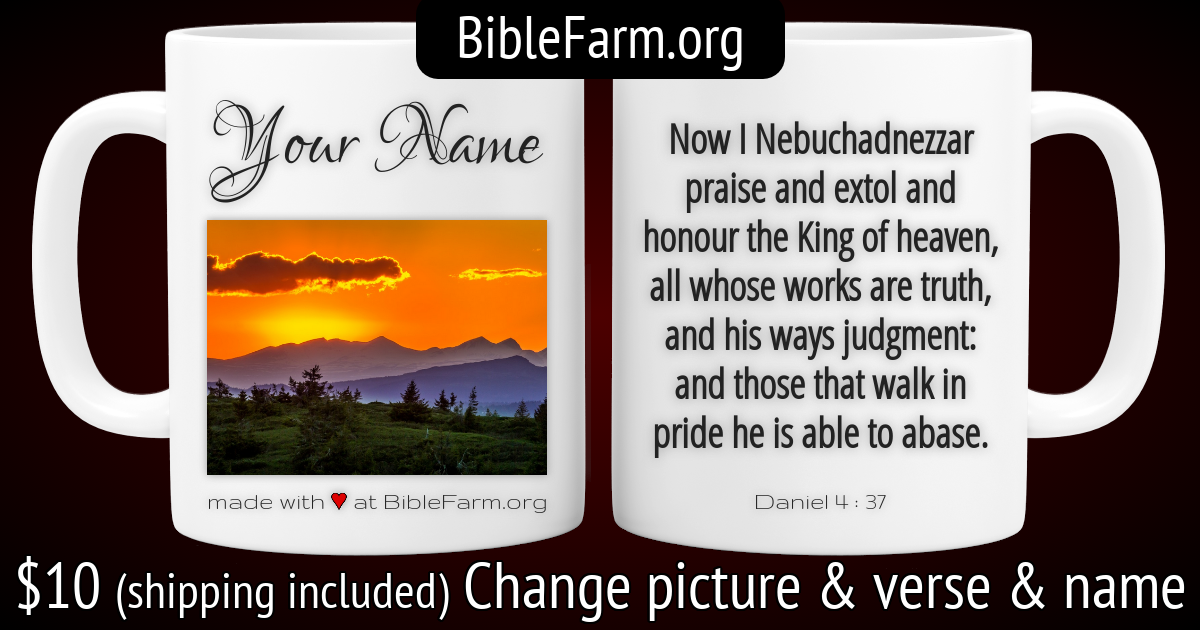 BibleFarm.org
Your Name
made with ♥ at BibleFarm.org
Now I Nebuchadnezzar
praise and extol and
honour the King of heaven,
all whose works are truth,
and his ways judgment:
and those that walk in
pride he is able to abase.
Daniel 4 : 37
$10 (shipping included) Change picture & verse & name